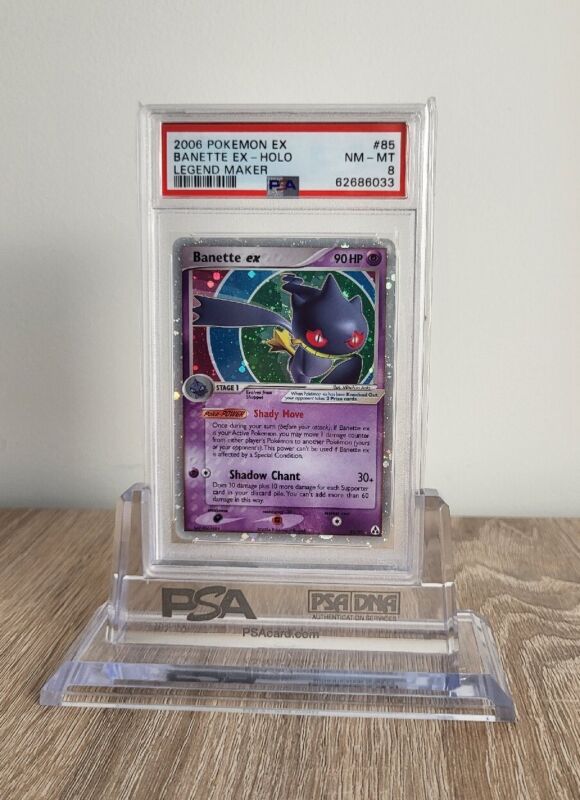 2006 POKEMON EX #85
BANETTE EX - HOLO NM - MT
LEGEND MAKER 8
PSA 62686033
Banette ex 90 HP
STAGE 1
Evolves from
Shuppet
When Pokémon-ex has been Knocked Out,
your opponent takes 2 Prize cards.
Poké-POWER Shady Move
Once during your turn (before your attack), if Banette ex
is your Active Pokémon, you may move 1 damage counter
from either player's Pokémon to another Pokémon (yours
or your opponent's). This power can't be used if Banette ex
is affected by a Special Condition.
Shadow Chant 30+
Does 10 damage plus 10 more damage for each Supporter
card in your discard pile. You can't add more than 60
damage in this way.
weakness resistance retreat cost
PSA PSA DNA
AUTHENTICATION SERVICES
PSAcard.com